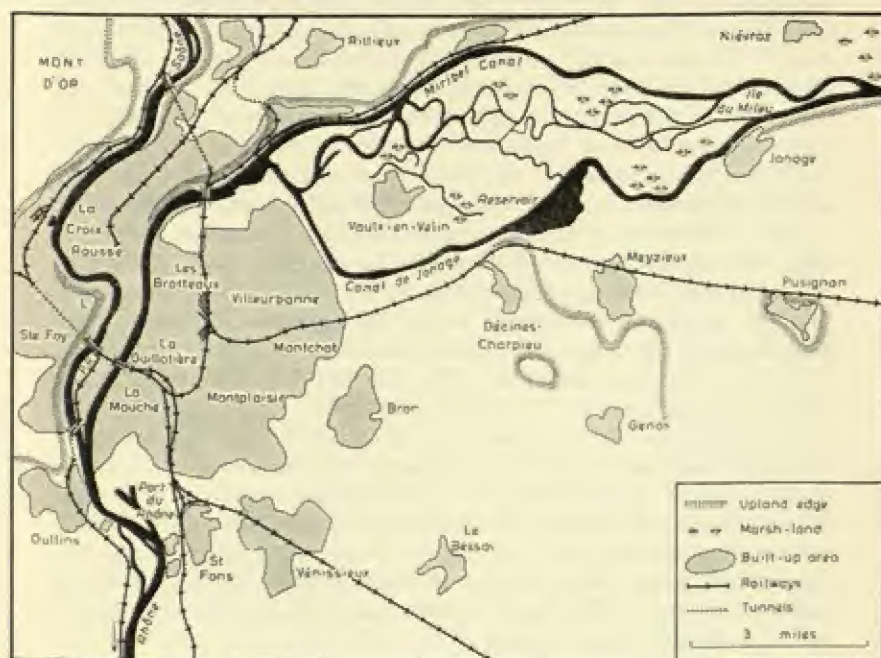 MONT
D'OR
Saône
Rillieux
Miribel Canal
Niévroz
Ile
du Milieu
Jonage
La
Croix
Rousse
Vaulx-en-Velin
Reservoir
Canal de Jonage
Meyzieux
Pusignan
Les
Brotteaux
Villeurbanne
L.
Ste Foy
La
Guillotière
Montchat
Décines-
Charpieu
La
Mouche
Montplaisir
Bron
Genas
Port
du
Rhône
Oullins
St
Fons
Vénissieux
Le
Bessay
Rhône
Upland edge
Marsh-land
Built-up area
Railways
Tunnels
3 miles